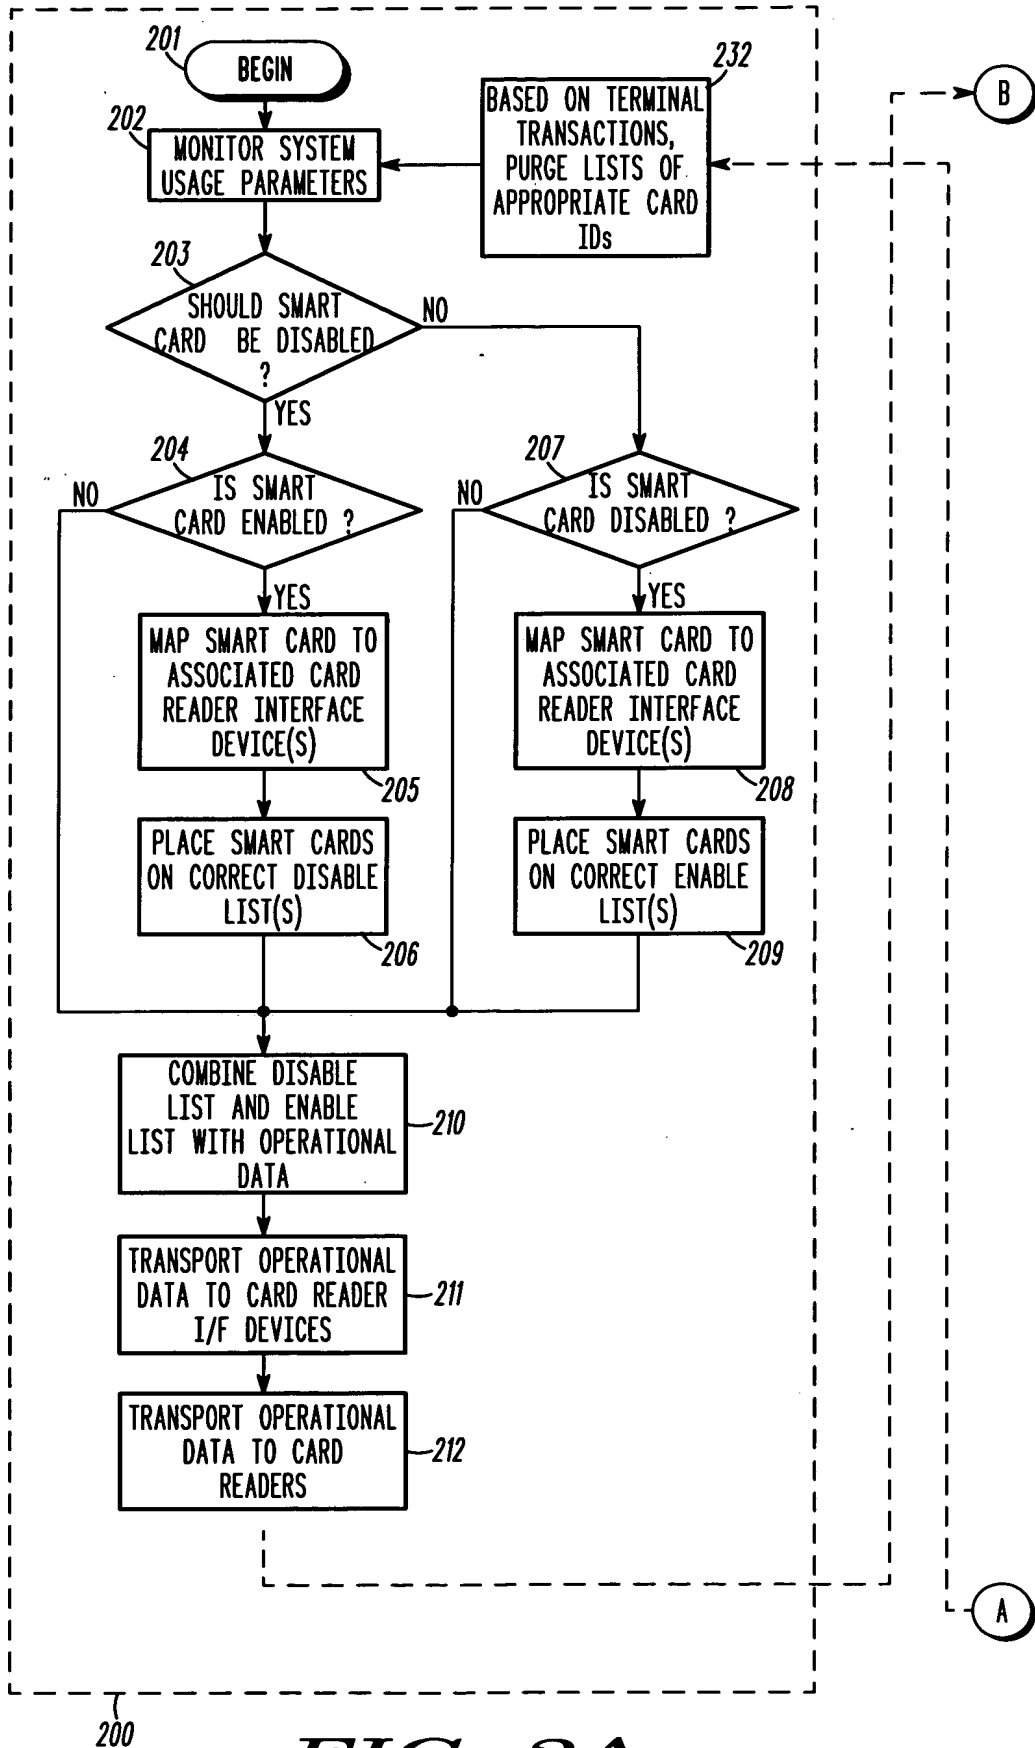 201
BEGIN
202
MONITOR SYSTEM
USAGE PARAMETERS
232
BASED ON TERMINAL
TRANSACTIONS,
PURGE LISTS OF
APPROPRIATE CARD
IDs
B
203
SHOULD SMART
CARD BE DISABLED
?
NO
YES
204
IS SMART
CARD ENABLED ?
NO
YES
207
IS SMART
CARD DISABLED ?
NO
YES
MAP SMART CARD TO
ASSOCIATED CARD
READER INTERFACE
DEVICE(S)
205
MAP SMART CARD TO
ASSOCIATED CARD
READER INTERFACE
DEVICE(S)
208
PLACE SMART CARDS
ON CORRECT DISABLE
LIST(S)
206
PLACE SMART CARDS
ON CORRECT ENABLE
LIST(S)
209
COMBINE DISABLE
LIST AND ENABLE
LIST WITH OPERATIONAL
DATA
210
TRANSPORT OPERATIONAL
DATA TO CARD READER
I/F DEVICES
211
TRANSPORT OPERATIONAL
DATA TO CARD
READERS
212
A
200